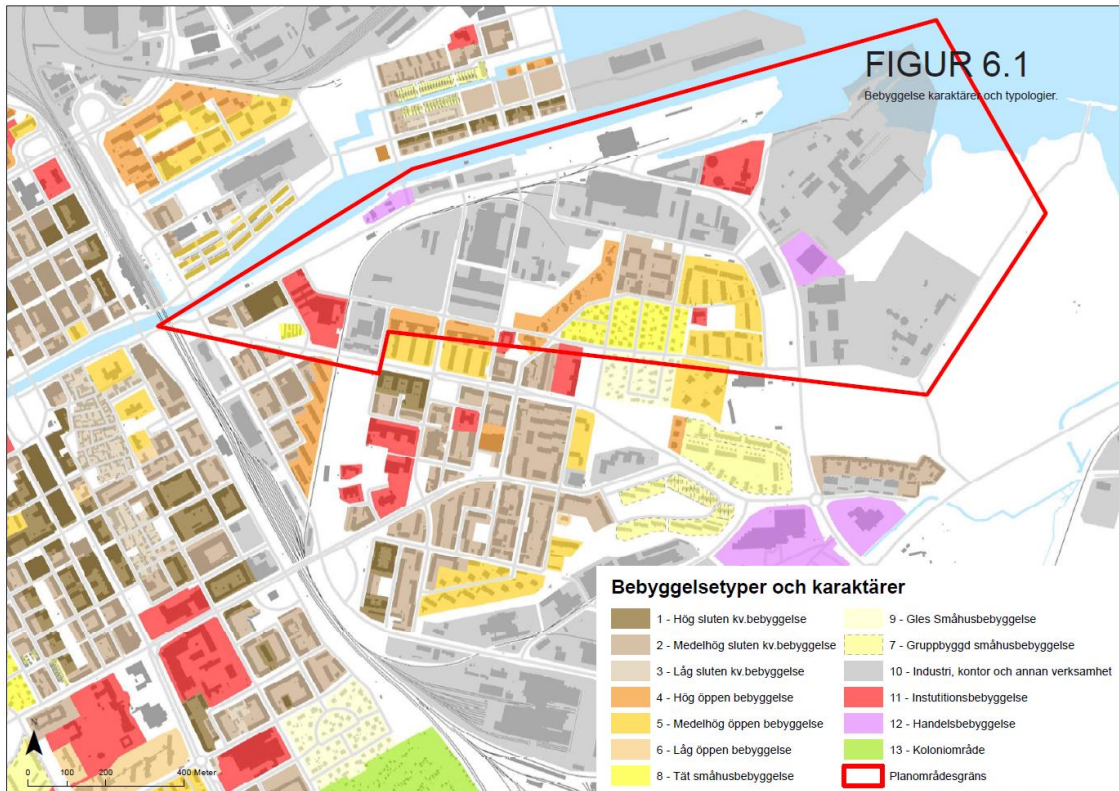 FIGUR 6.1
Bebyggelse karaktärer och typologier.
Bebyggelsetyper och karaktärer
1 - Hög sluten kv.bebyggelse
2 - Medelhög sluten kv.bebyggelse
3 - Låg sluten kv.bebyggelse
4 - Hög öppen bebyggelse
5 - Medelhög öppen bebyggelse
6 - Låg öppen bebyggelse
8 - Tät småhusbebyggelse
9 - Gles Småhusbebyggelse
7 - Gruppbyggd småhusbebyggelse
10 - Industri, kontor och annan verksamhet
11 - Instutitionsbebyggelse
12 - Handelsbebyggelse
13 - Koloniområde
Planområdesgräns
N
0 100 200 400 Meter